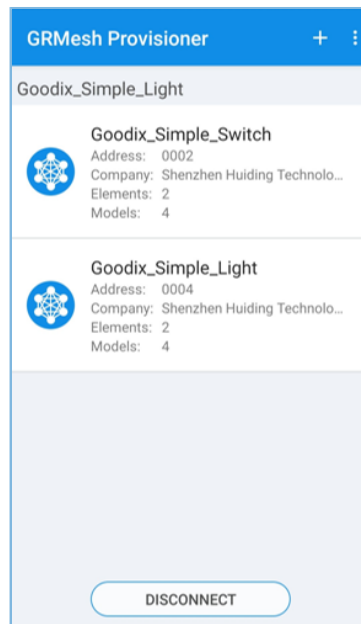 GRMesh Provisioner
Goodix_Simple_Light
Goodix_Simple_Switch
Address: 0002
Company: Shenzhen Huiding Technolo...
Elements: 2
Models: 4
Goodix_Simple_Light
Address: 0004
Company: Shenzhen Huiding Technolo...
Elements: 2
Models: 4
DISCONNECT